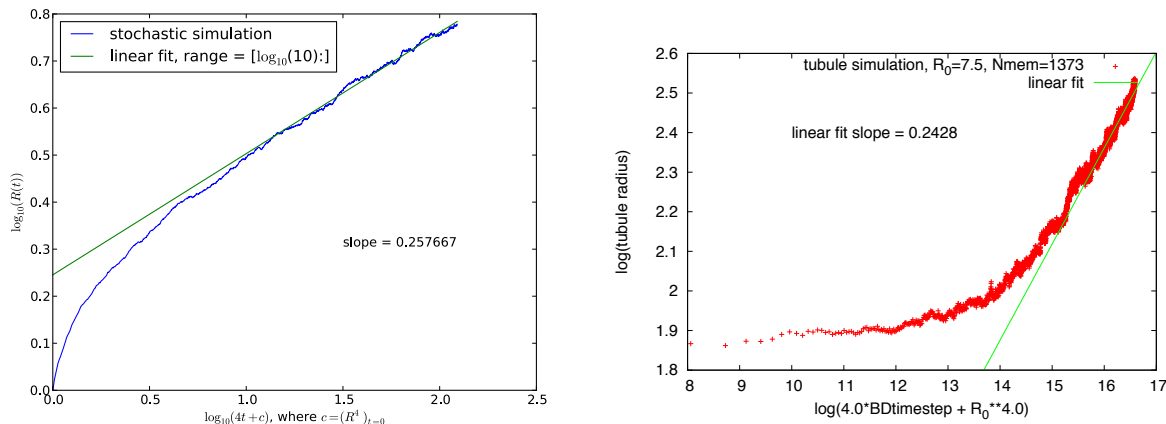 0.8
0.7
0.6
0.5
0.4
0.3
0.2
0.1
0.0
log₁₀(R(t))
stochastic simulation
linear fit, range = [log₁₀(10):]
slope = 0.257667
0.0 0.5 1.0 1.5 2.0 2.5
log₁₀(4t+c), where c=(R⁴)ₜ₌₀
2.6
2.5
2.4
2.3
2.2
2.1
2
1.9
1.8
log(tubule radius)
tubule simulation, R₀=7.5, Nmem=1373
linear fit
linear fit slope = 0.2428
8 9 10 11 12 13 14 15 16 17
log(4.0*BDtimestep + R₀**4.0)